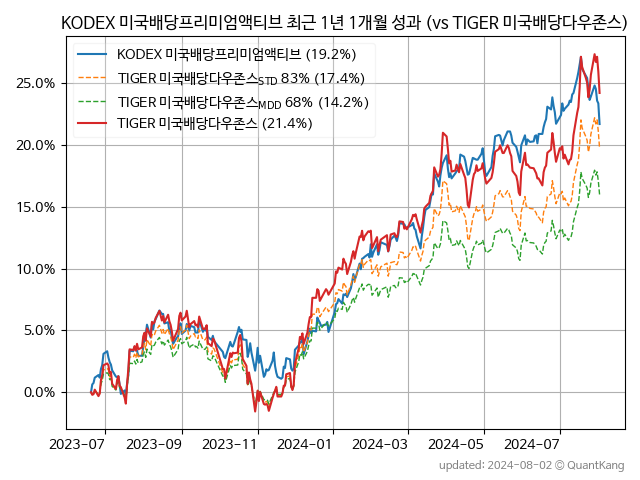 KODEX 미국배당프리미엄액티브 최근 1년 1개월 성과 (vs TIGER 미국배당다우존스)
KODEX 미국배당프리미엄액티브 (19.2%)
TIGER 미국배당다우존스STD 83% (17.4%)
TIGER 미국배당다우존스MDD 68% (14.2%)
TIGER 미국배당다우존스 (21.4%)
25.0%
20.0%
15.0%
10.0%
5.0%
0.0%
2023-07 2023-09 2023-11 2024-01 2024-03 2024-05 2024-07
updated: 2024-08-02 © QuantKang